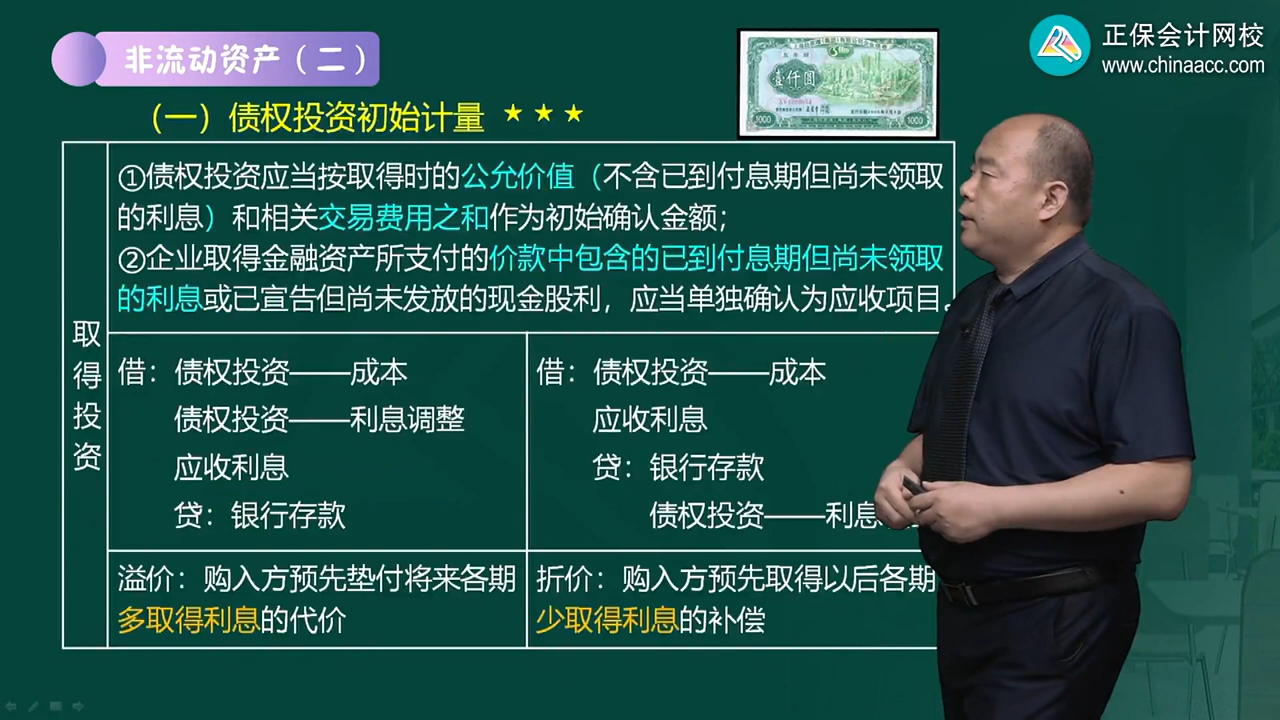 非流动资产（二）
正保会计网校
www.chinaacc.com
（一）债权投资初始计量 ★ ★ ★
壹仟圆
1000
1000
取得投资
①债权投资应当按取得时的公允价值（不含已到付息期但尚未领取
的利息）和相关交易费用之和作为初始确认金额；
②企业取得金融资产所支付的价款中包含的已到付息期但尚未领取
的利息或已宣告但尚未发放的现金股利，应当单独确认为应收项目。
借：债权投资——成本
债权投资——利息调整
应收利息
贷：银行存款
借：债权投资——成本
应收利息
贷：银行存款
债权投资——利息
溢价：购入方预先垫付将来各期
多取得利息的代价
折价：购入方预先取得以后各期
少取得利息的补偿